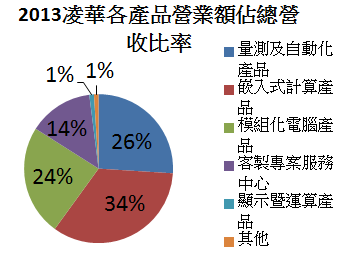 2013凌華各產品營業額佔總營
收比率
1%
1%
26%
14%
24%
34%
量測及自動化
產品
嵌入式計算產
品
模組化電腦產
品
客製專案服務
中心
顯示暨運算產
品
其他